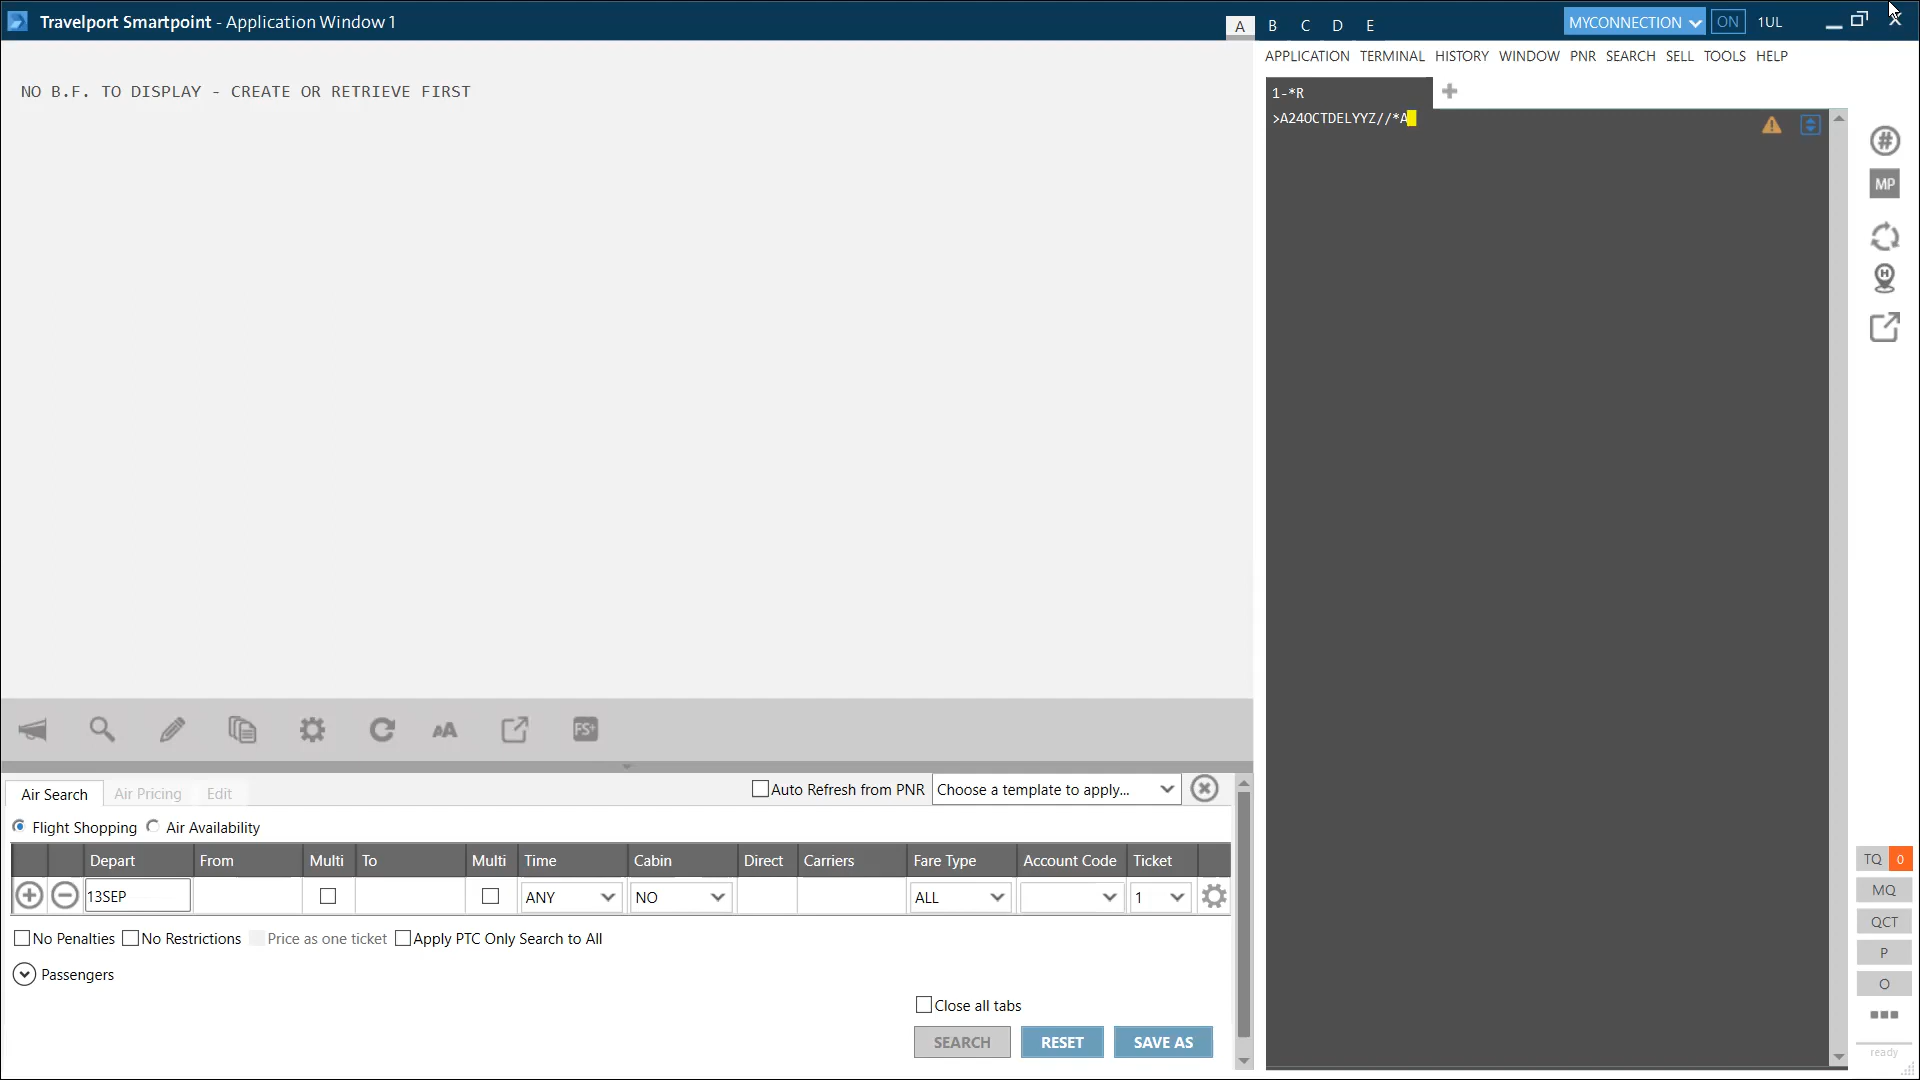 Travelport Smartpoint - Application Window 1
A B C D E
MYCONNECTION ON 1UL
APPLICATION TERMINAL HISTORY WINDOW PNR SEARCH SELL TOOLS HELP
NO B.F. TO DISPLAY - CREATE OR RETRIEVE FIRST
1-*R
>A24OCTDELYYZ//*A
#
MP
H
AA FS+
Air Search Air Pricing Edit
Auto Refresh from PNR Choose a template to apply...
Flight Shopping Air Availability
Depart From Multi To Multi Time Cabin Direct Carriers Fare Type Account Code Ticket
13SEP ANY NO ALL 1
No Penalties No Restrictions Price as one ticket Apply PTC Only Search to All
Passengers
Close all tabs
SEARCH RESET SAVE AS
TQ 0
MQ
QCT
P
O
ready